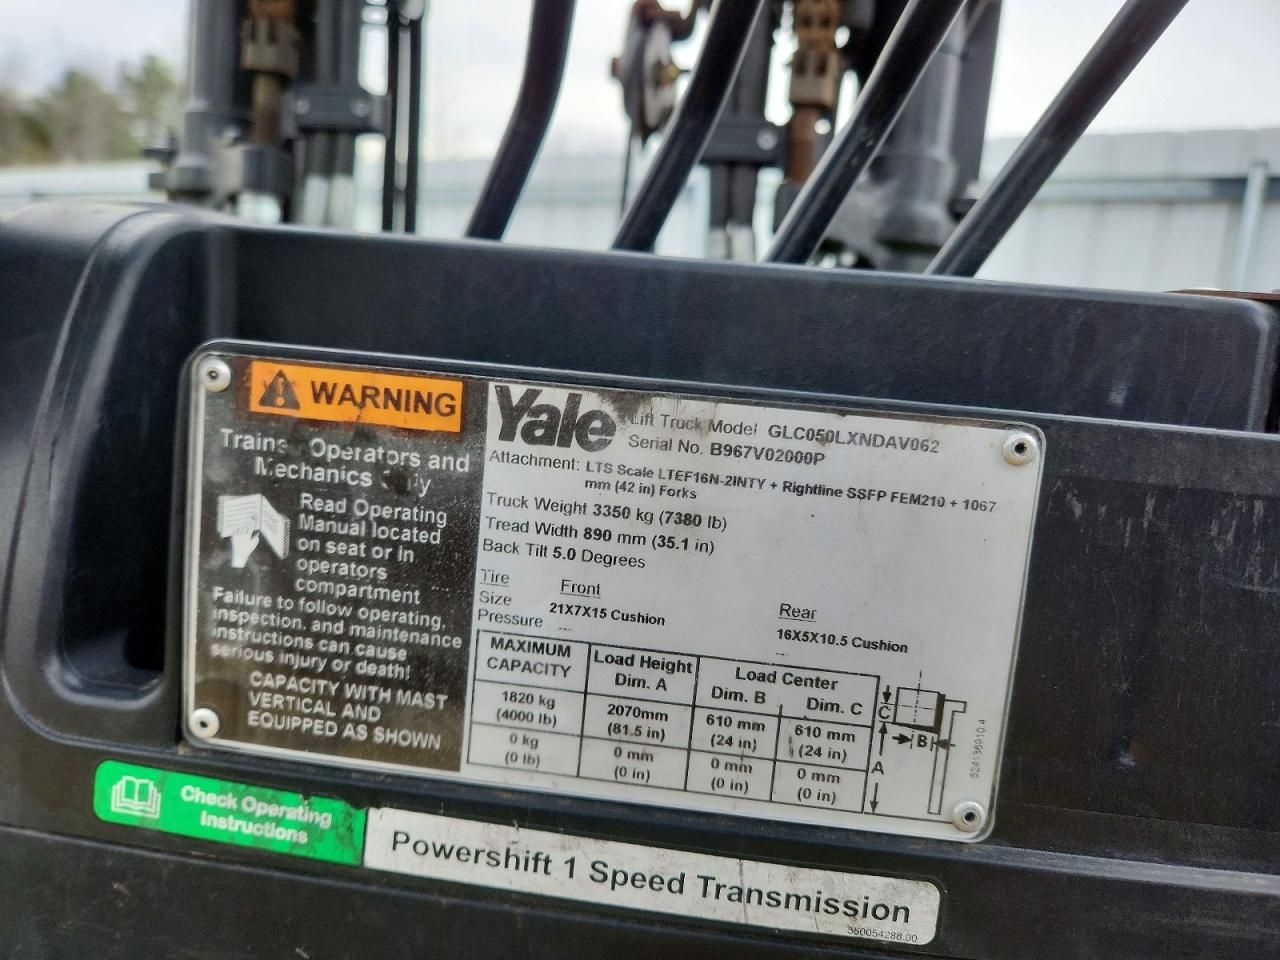 WARNING
Operators and
Mechanics
Read Operating
Manual located
on seat or in
operators
compartment
Failure to follow operating,
inspection, and maintenance
instructions can cause
serious injury or death!
CAPACITY WITH MAST
VERTICAL AND
EQUIPPED AS SHOWN
Yale
Lift Truck Model GLC050LXNDAV062
Serial No. B967V02000P
Attachment: LTS Scale LTEF16N-2INTY + Rightline SSFP FEM210 + 1067
mm (42 in) Forks
Truck Weight 3350 kg (7380 lb)
Tread Width 890 mm (35.1 in)
Back Tilt 5.0 Degrees
Tire Front Rear
Size 21X7X15 Cushion 16X5X10.5 Cushion
Pressure
MAXIMUM CAPACITY Load Height Dim. A Load Center Dim. B Dim. C
1820 kg (4000 lb) 2070mm (81.5 in) 610 mm (24 in) 610 mm (24 in)
0 kg (0 lb) 0 mm (0 in) 0 mm (0 in) 0 mm (0 in)
C
B
A
524136910.4
Check Operating
Instructions
Powershift 1 Speed Transmission
550054288.00